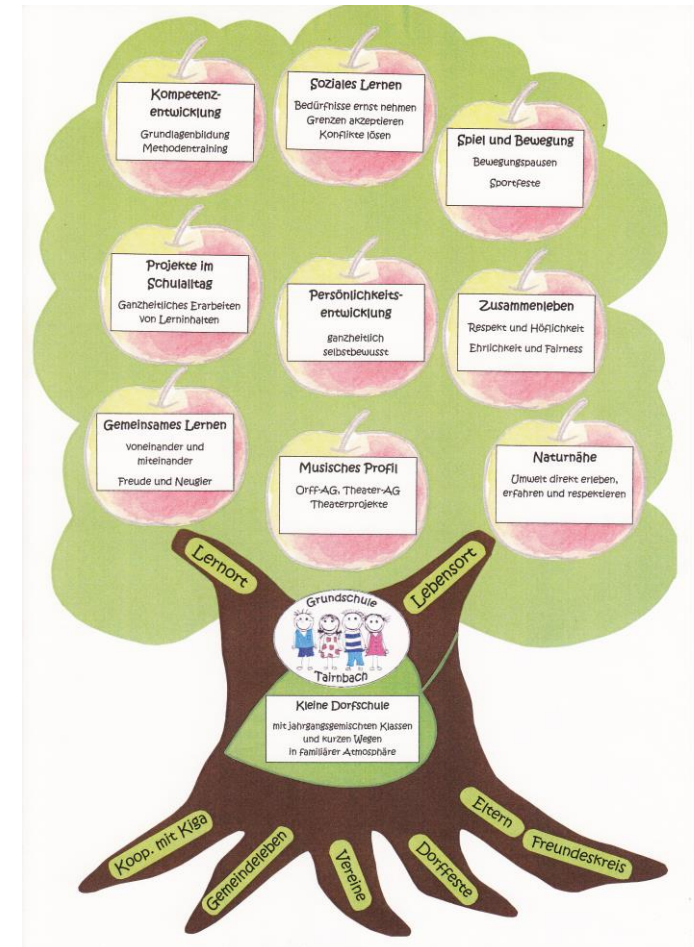 Kompetenz-
entwicklung
Grundlagenbildung
Methodentraining
Soziales Lernen
Bedürfnisse ernst nehmen
Grenzen akzeptieren
Konflikte lösen
Spiel und Bewegung
Bewegungspausen
Sportfeste
Projekte im
Schulalltag
Ganzheitliches Erarbeiten
von Lerninhalten
Persönlichkeits-
entwicklung
ganzheitlich
selbstbewusst
Zusammenleben
Respekt und Höflichkeit
Ehrlichkeit und Fairness
Gemeinsames Lernen
voneinander und
miteinander
Freude und Neugier
Musisches Profil
Orff-AG, Theater-AG
Theaterprojekte
Naturnähe
Umwelt direkt erleben,
erfahren und respektieren
Lernort
Lebensort
Grundschule
Tairnbach
Kleine Dorfschule
mit jahrgangsgemischten Klassen
und kurzen Wegen
in familiärer Atmosphäre
Koop. mit Kiga
Gemeindeleben
Vereine
Dorffeste
Eltern
Freundeskreis